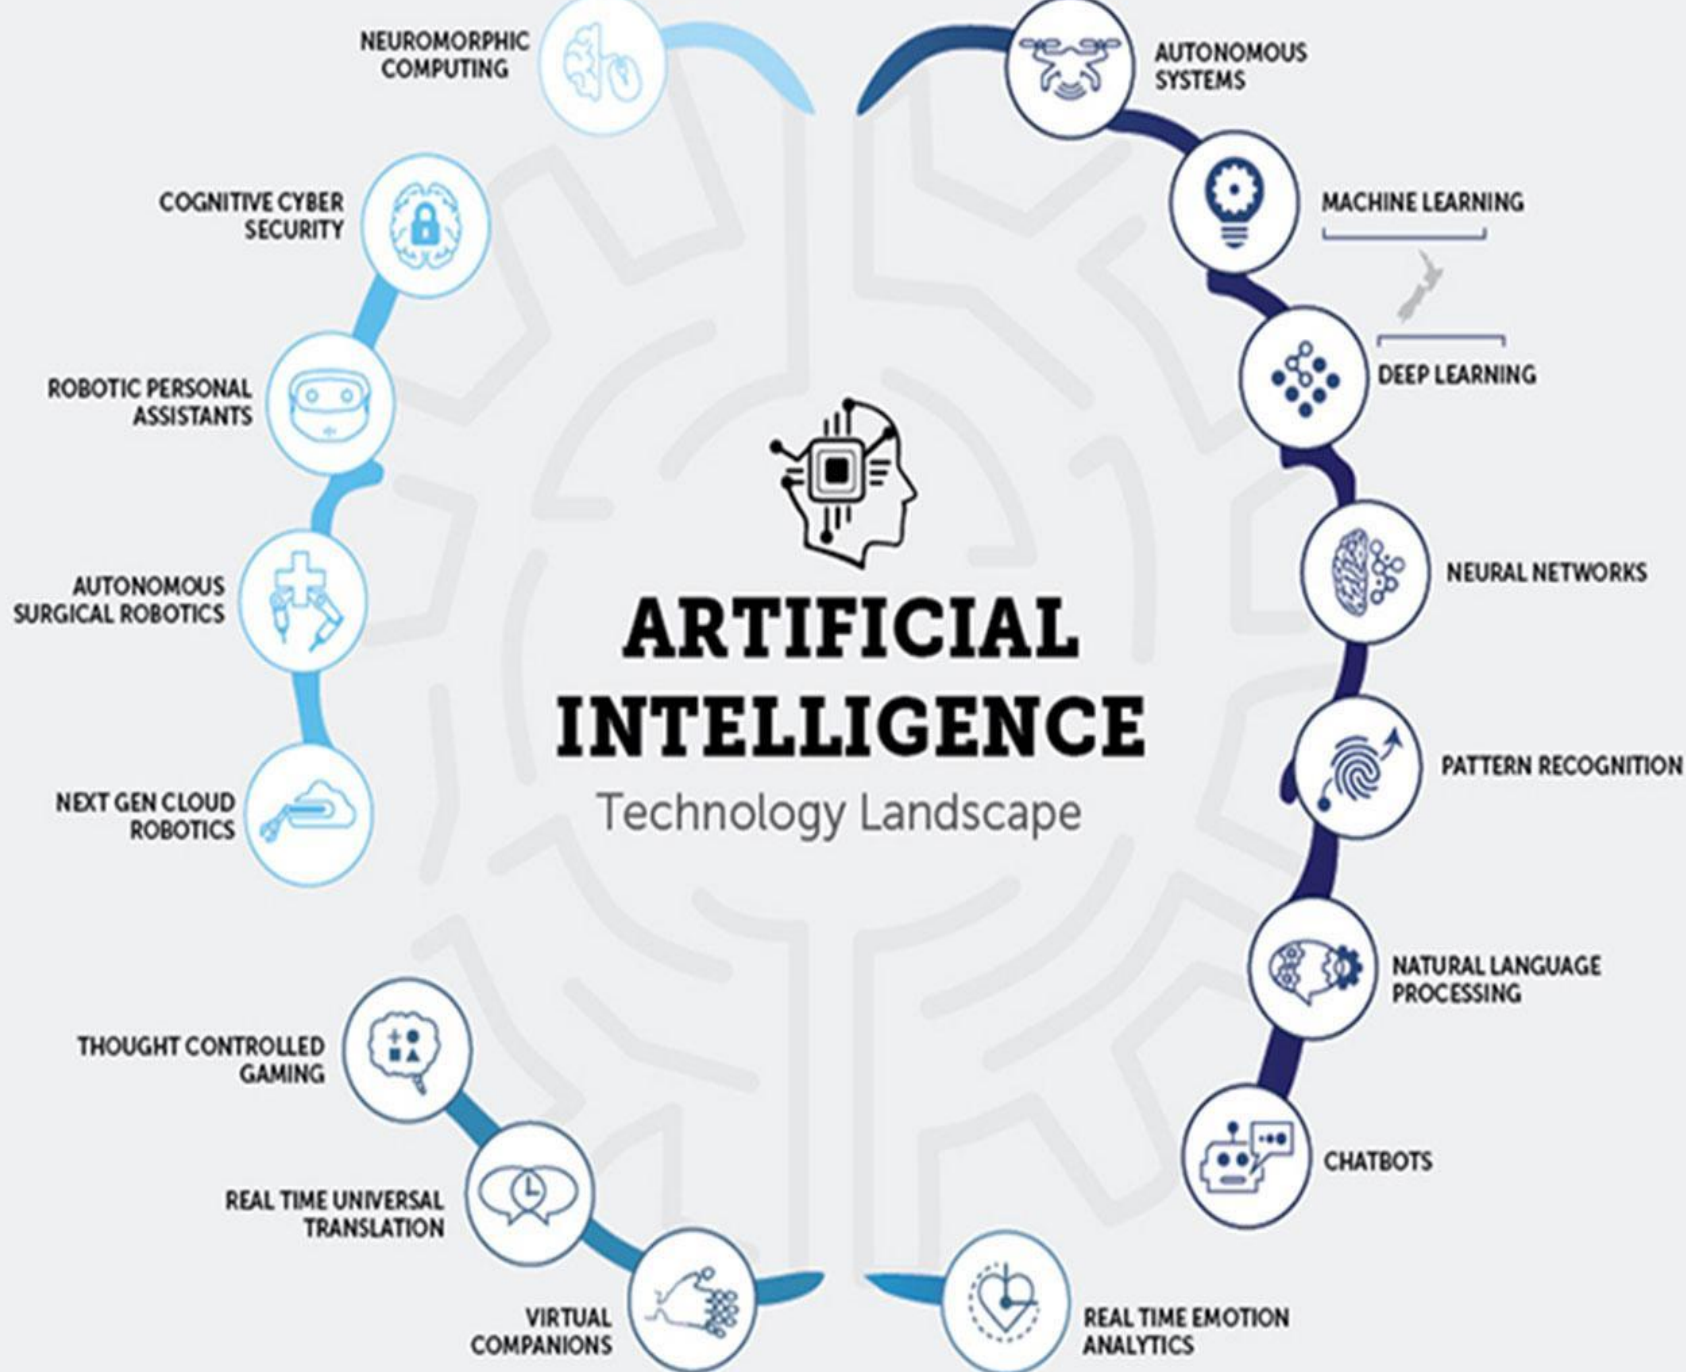 NEUROMORPHIC
COMPUTING
AUTONOMOUS
SYSTEMS
COGNITIVE CYBER
SECURITY
MACHINE LEARNING
ROBOTIC PERSONAL
ASSISTANTS
DEEP LEARNING
AUTONOMOUS
SURGICAL ROBOTICS
NEURAL NETWORKS
ARTIFICIAL
INTELLIGENCE
Technology Landscape
PATTERN RECOGNITION
NEXT GEN CLOUD
ROBOTICS
NATURAL LANGUAGE
PROCESSING
THOUGHT CONTROLLED
GAMING
CHATBOTS
REAL TIME UNIVERSAL
TRANSLATION
VIRTUAL
COMPANIONS
REAL TIME EMOTION
ANALYTICS